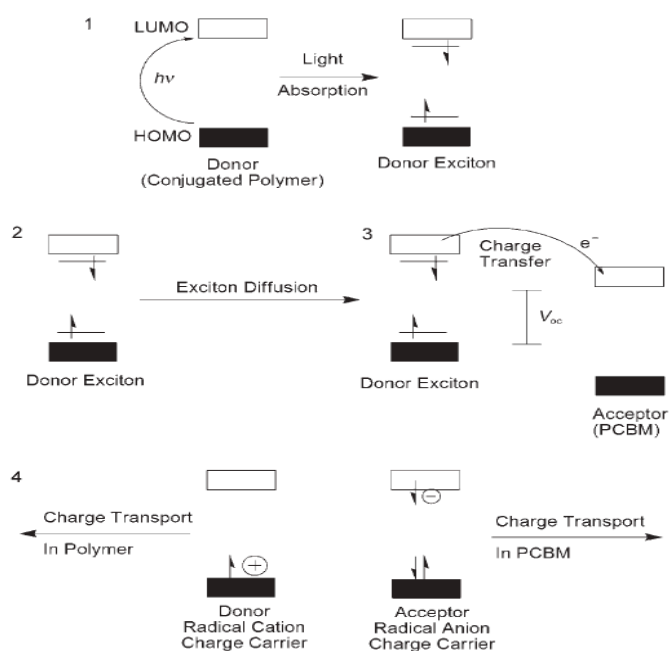 1
LUMO
hν
HOMO
Light
Absorption
Donor
(Conjugated Polymer)
Donor Exciton
2
Exciton Diffusion
Donor Exciton
3
Charge
Transfer
e⁻
Voc
Donor Exciton
Acceptor
(PCBM)
4
Charge Transport
In Polymer
+
Donor
Radical Cation
Charge Carrier
−
Acceptor
Radical Anion
Charge Carrier
Charge Transport
In PCBM